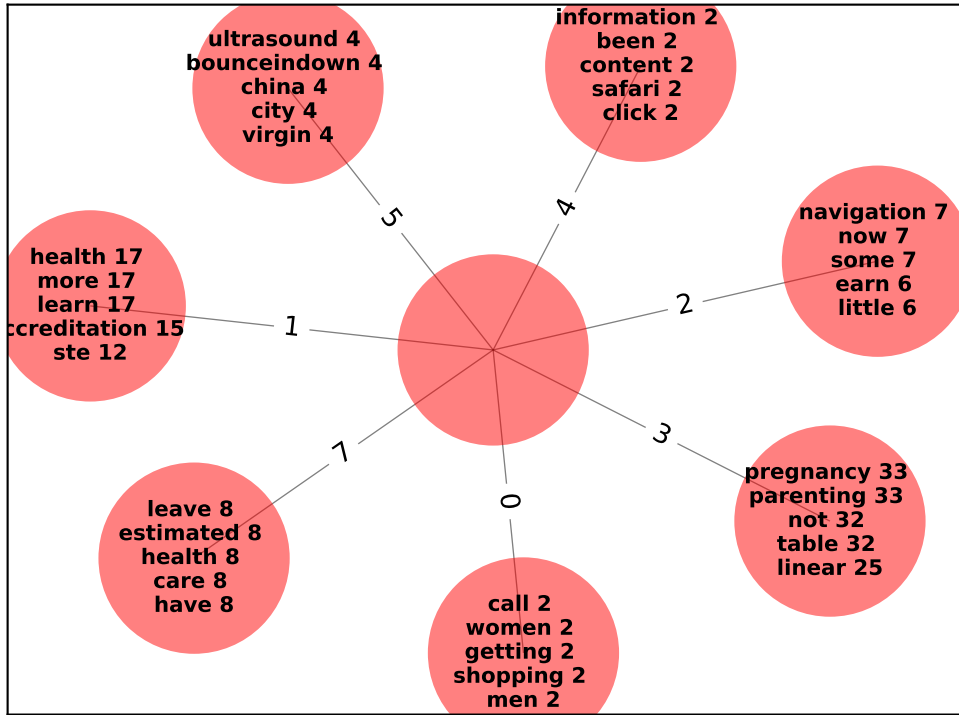 ultrasound 4
bounceindown 4
china 4
city 4
virgin 4
information 2
been 2
content 2
safari 2
click 2
5
4
navigation 7
now 7
some 7
earn 6
little 6
health 17
more 17
learn 17
ccreditation 15
ste 12
1
2
7
3
0
leave 8
estimated 8
health 8
care 8
have 8
pregnancy 33
parenting 33
not 32
table 32
linear 25
call 2
women 2
getting 2
shopping 2
men 2